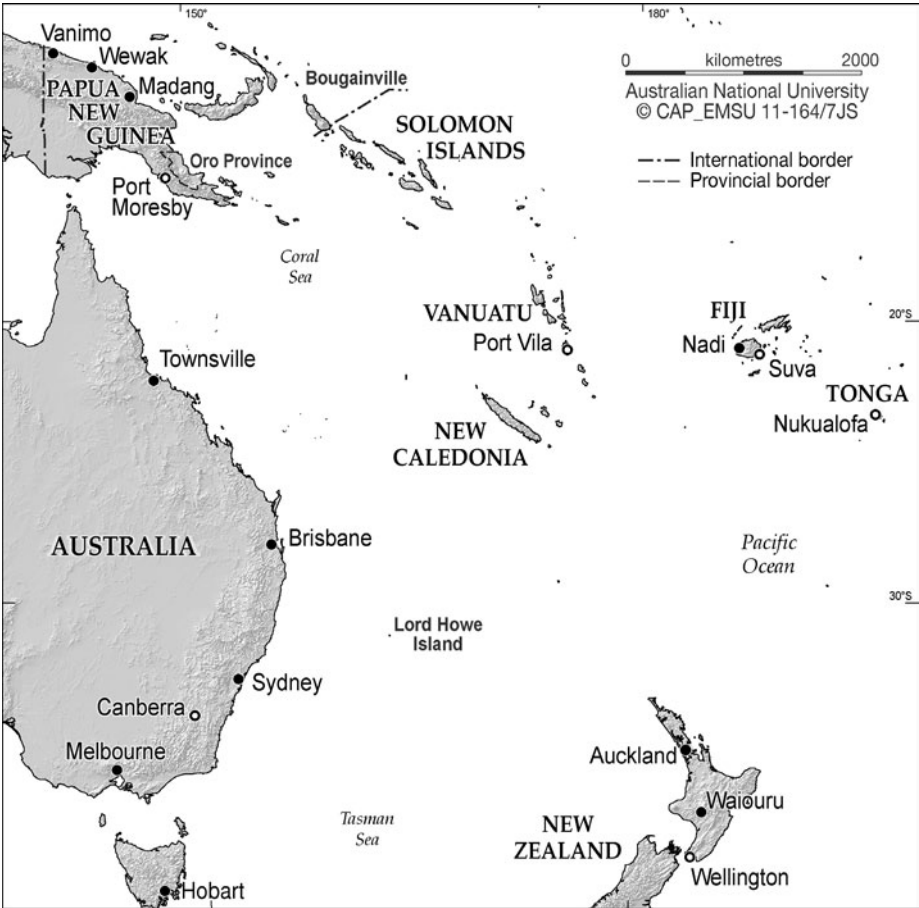 150°
180°
Vanimo
Wewak
PAPUA
NEW
GUINEA
Madang
Bougainville
0 kilometres 2000
Australian National University
© CAP_EMSU 11-164/7JS
SOLOMON
ISLANDS
International border
Provincial border
Oro Province
Port
Moresby
Coral
Sea
VANUATU
Port Vila
FIJI
Nadi
Suva
20°S
Townsville
TONGA
Nukualofa
NEW
CALEDONIA
AUSTRALIA
Brisbane
Pacific
Ocean
30°S
Lord Howe
Island
Sydney
Canberra
Melbourne
Auckland
Waiouru
Tasman
Sea
NEW
ZEALAND
Wellington
Hobart